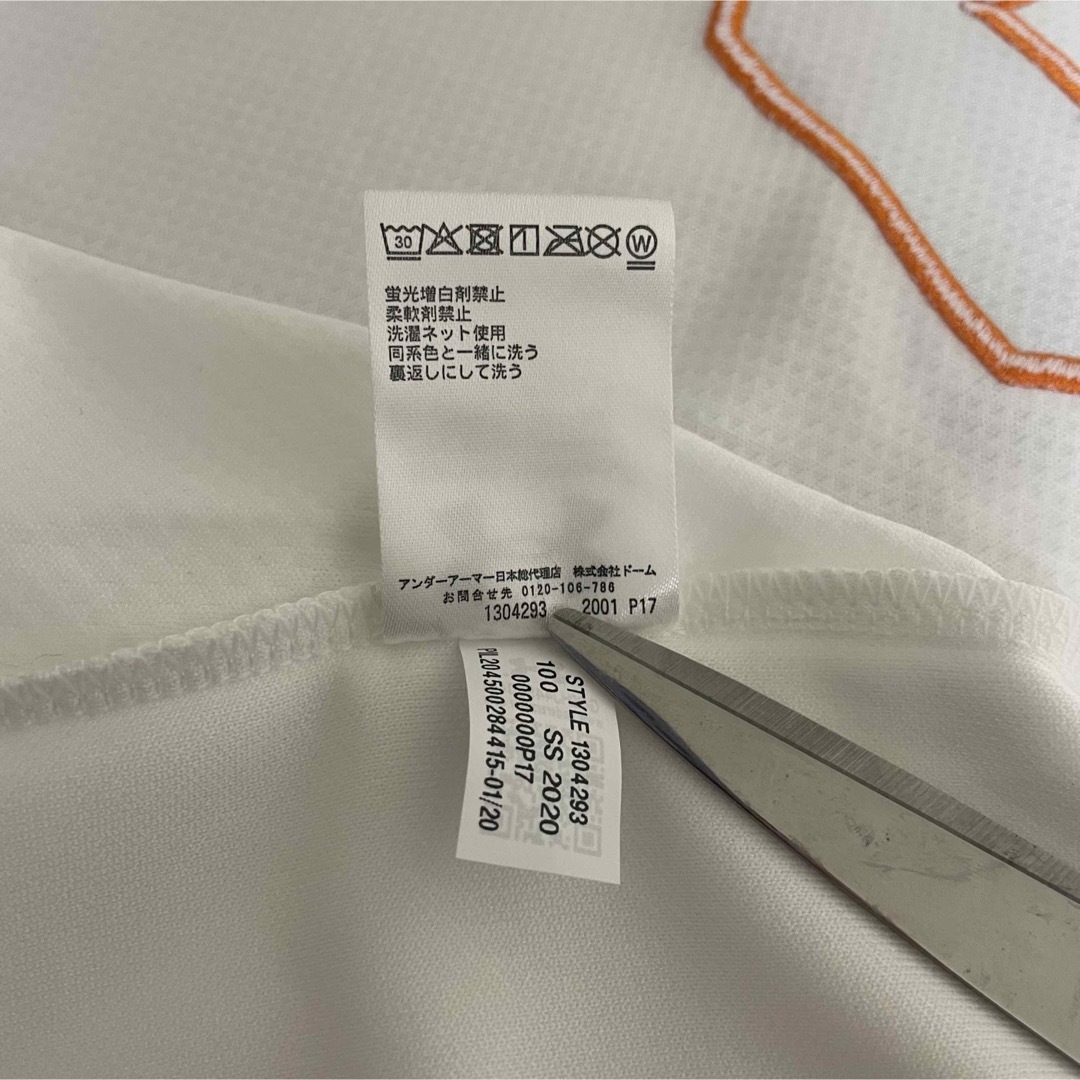 30 W
蛍光増白剤禁止
柔軟剤禁止
洗濯ネット使用
同系色と一緒に洗う
裏返しにして洗う
アンダーアーマー日本総代理店 株式会社ドーム
お問合せ先 0120-106-786
1304293 2001 P17
STYLE 1304293
100 SS 2020
0000000P17
PIL204500284415-01/20